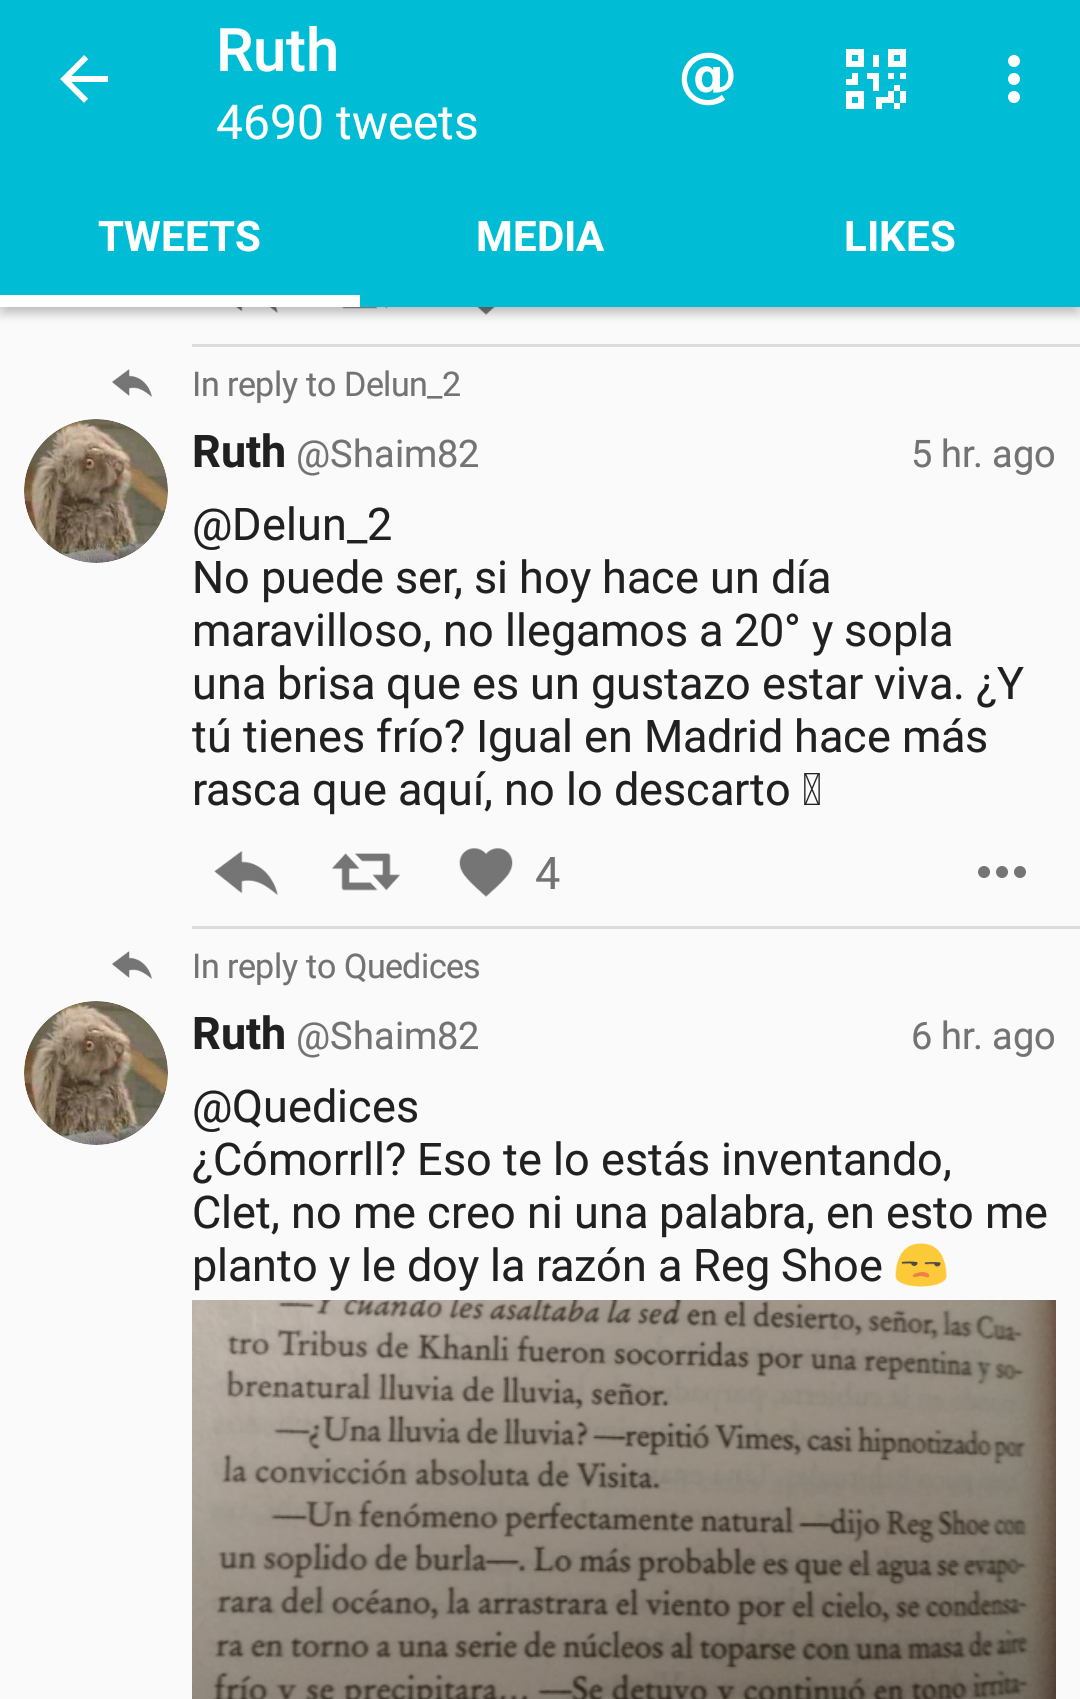 Ruth
4690 tweets
TWEETS MEDIA LIKES
In reply to Delun_2
Ruth @Shaim82 5 hr. ago
@Delun_2
No puede ser, si hoy hace un día
maravilloso, no llegamos a 20° y sopla
una brisa que es un gustazo estar viva. ¿Y
tú tienes frío? Igual en Madrid hace más
rasca que aquí, no lo descarto
4
In reply to Quedices
Ruth @Shaim82 6 hr. ago
@Quedices
¿Cómorrll? Eso te lo estás inventando,
Clet, no me creo ni una palabra, en esto me
planto y le doy la razón a Reg Shoe 😒
—Y cuando les asaltaba la sed en el desierto, señor, las Cua-
tro Tribus de Khanli fueron socorridas por una repentina y so-
brenatural lluvia de lluvia, señor.
—¿Una lluvia de lluvia? —repitió Vimes, casi hipnotizado por
la convicción absoluta de Visita.
—Un fenómeno perfectamente natural —dijo Reg Shoe con
un soplido de burla—. Lo más probable es que el agua se evapo-
rara del océano, la arrastrara el viento por el cielo, se condensa-
ra en torno a una serie de núcleos al toparse con una masa de aire
frío y se precipitara... —Se detuvo y continuó en tono irrita-